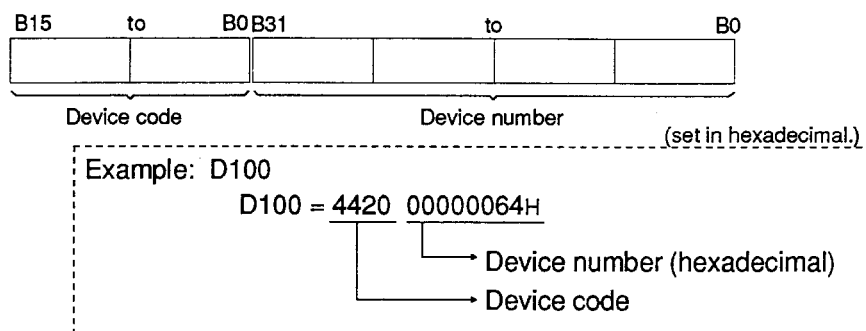 B15 to B0 B31 to B0
Device code Device number
(set in hexadecimal.)
Example: D100
D100 = 4420 00000064H
Device number (hexadecimal)
Device code